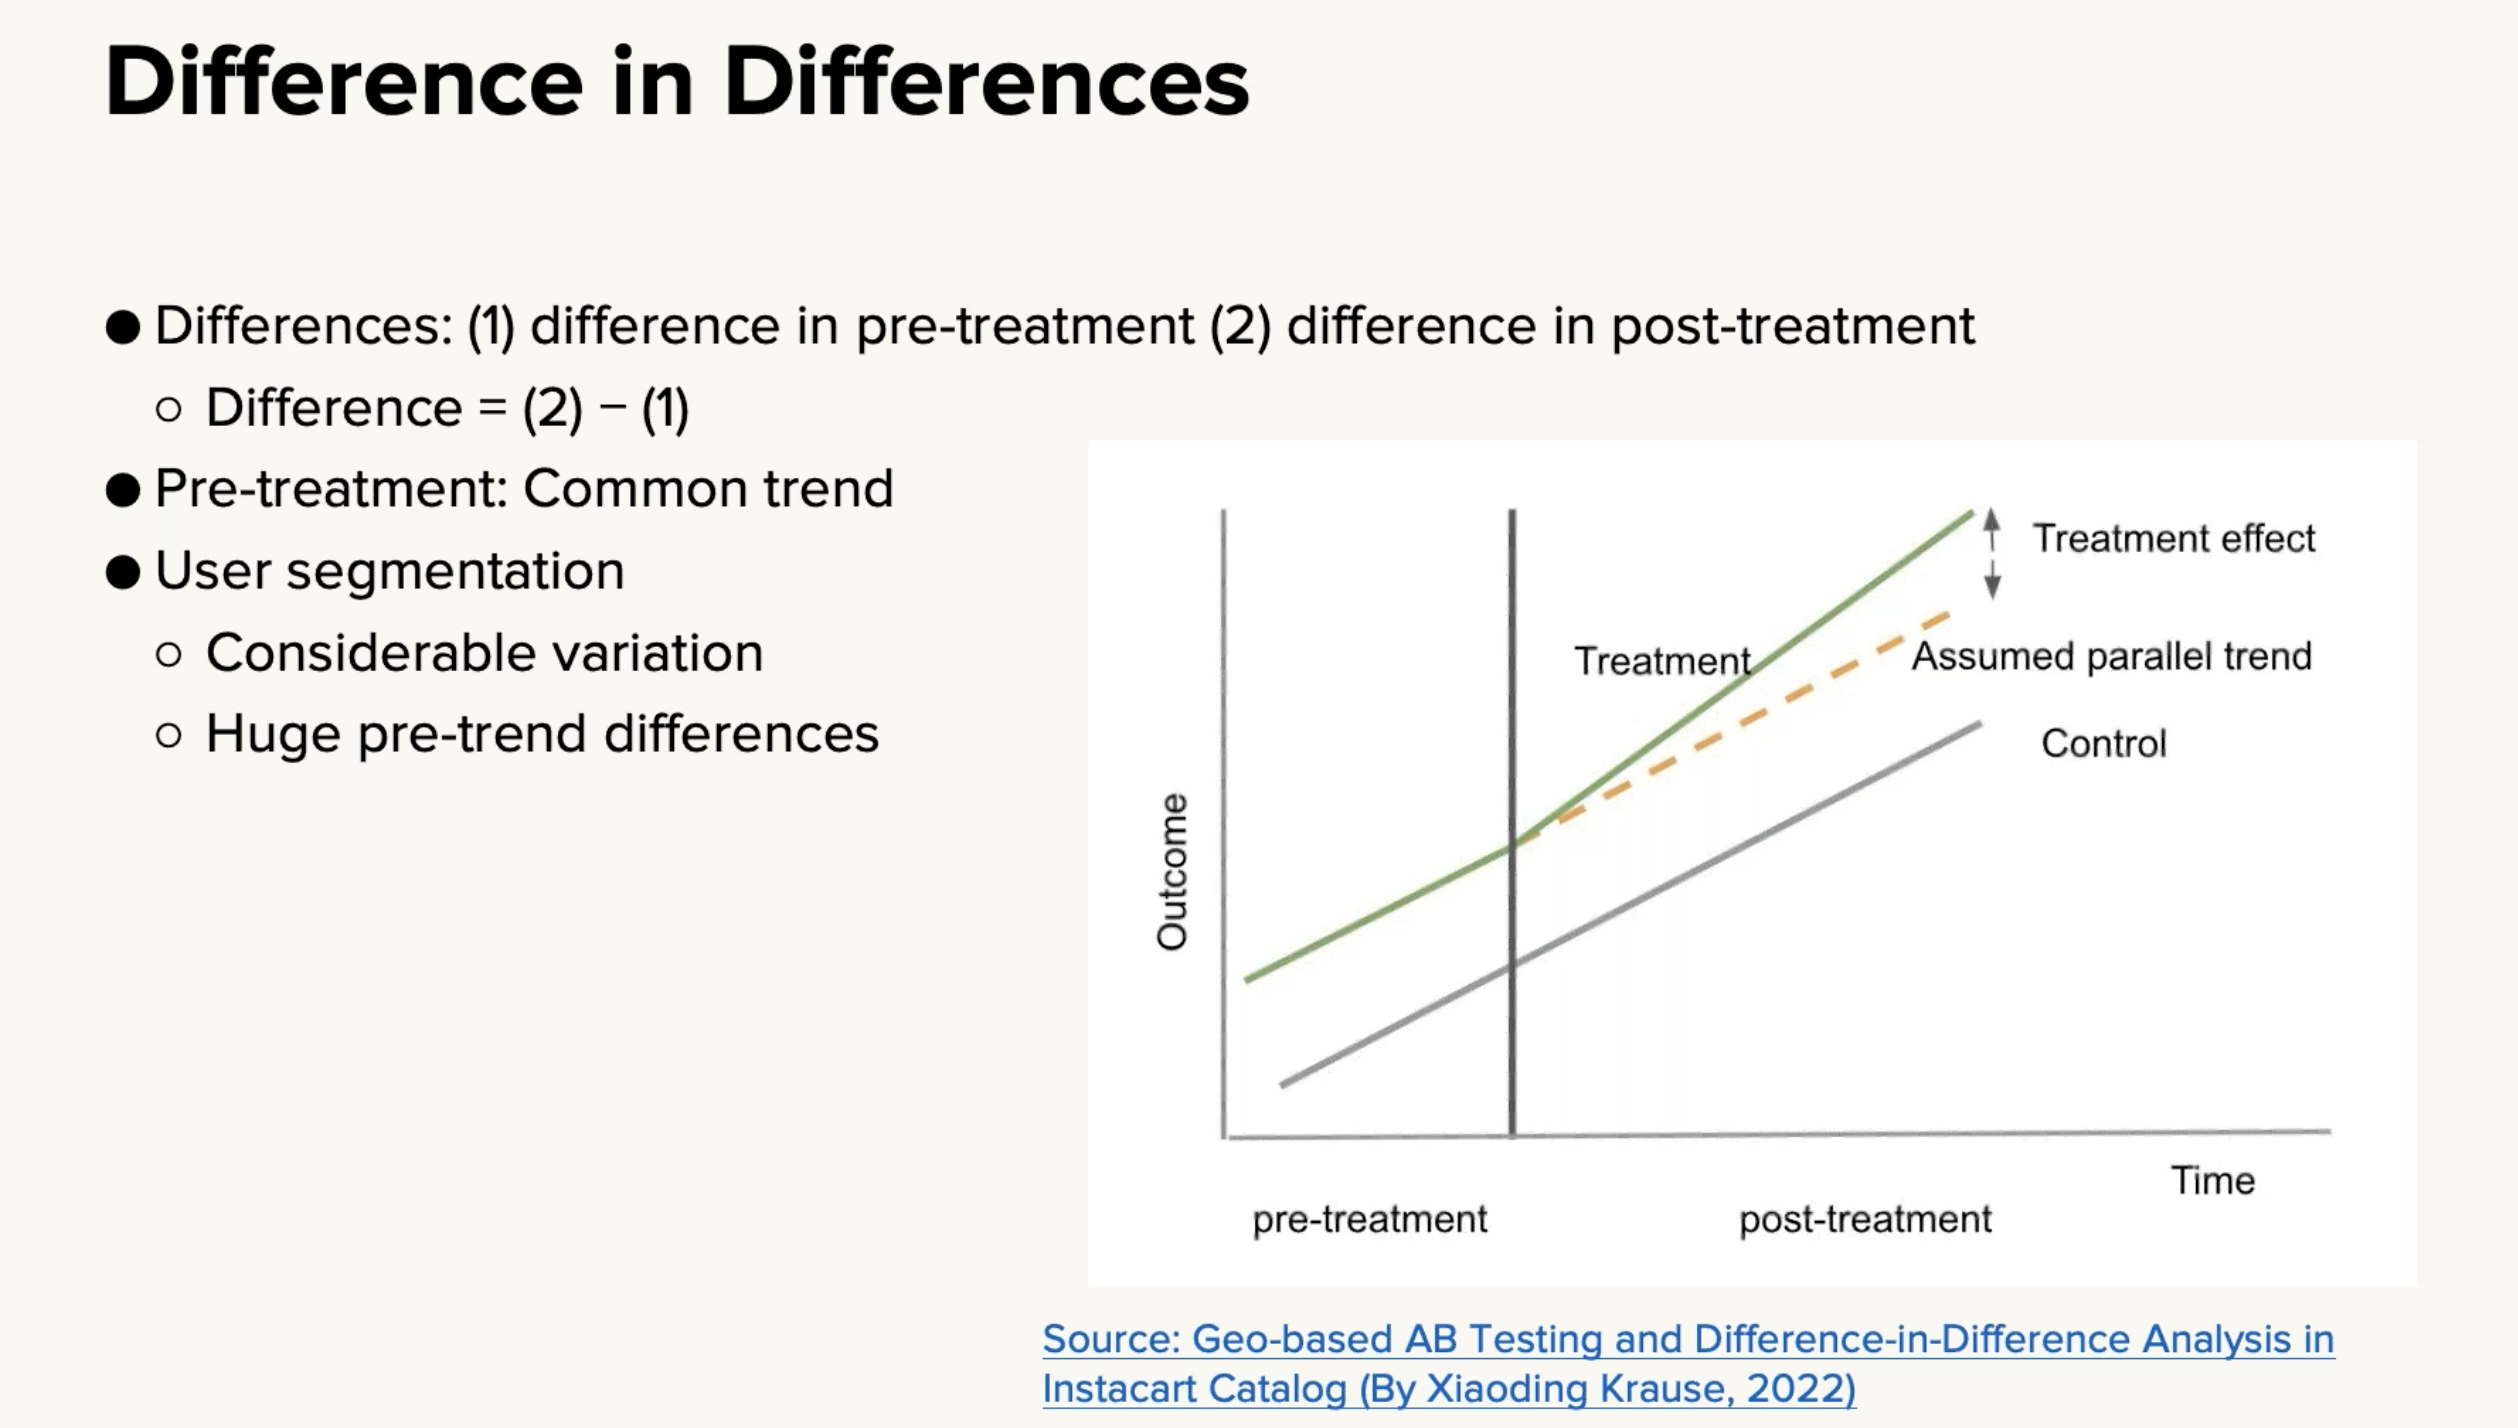 Difference in Differences
● Differences: (1) difference in pre-treatment (2) difference in post-treatment
○ Difference = (2) − (1)
● Pre-treatment: Common trend
● User segmentation
○ Considerable variation
○ Huge pre-trend differences
Treatment effect
Treatment
Assumed parallel trend
Control
Outcome
Time
pre-treatment
post-treatment
Source: Geo-based AB Testing and Difference-in-Difference Analysis in
Instacart Catalog (By Xiaoding Krause, 2022)